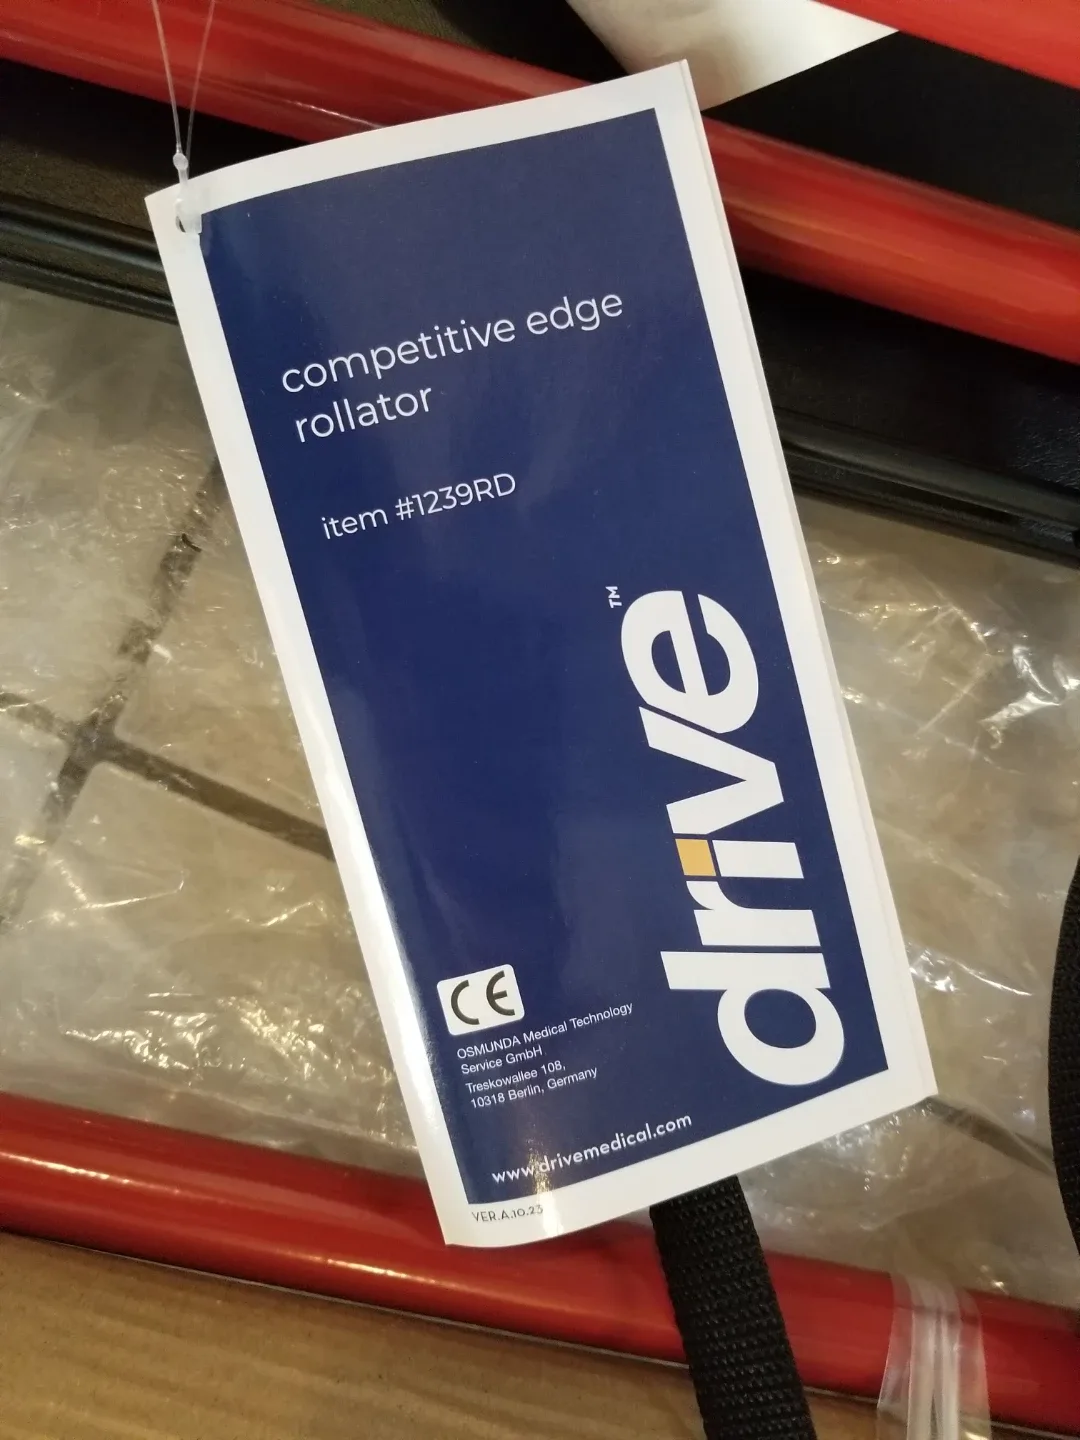 competitive edge
rollator
item #1239RD
drive™
CE
OSMUNDA Medical Technology
Service GmbH
Treskowallee 108,
10318 Berlin, Germany
www.drivemedical.com
VER.A.10.23